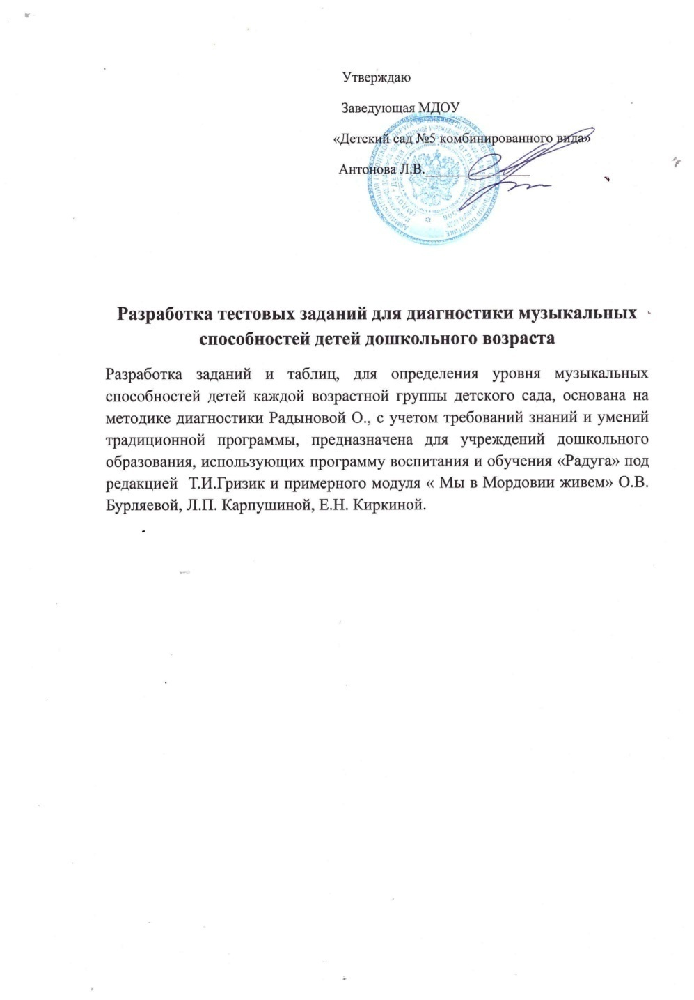 Утверждаю
Заведующая МДОУ
«Детский сад №5 комбинированного вида»
Антонова Л.В.
Разработка тестовых заданий для диагностики музыкальных
способностей детей дошкольного возраста
Разработка заданий и таблиц, для определения уровня музыкальных
способностей детей каждой возрастной группы детского сада, основана на
методике диагностики Радыновой О., с учетом требований знаний и умений
традиционной программы, предназначена для учреждений дошкольного
образования, использующих программу воспитания и обучения «Радуга» под
редакцией Т.И.Гризик и примерного модуля « Мы в Мордовии живем» О.В.
Бурляевой, Л.П. Карпушиной, Е.Н. Киркиной.